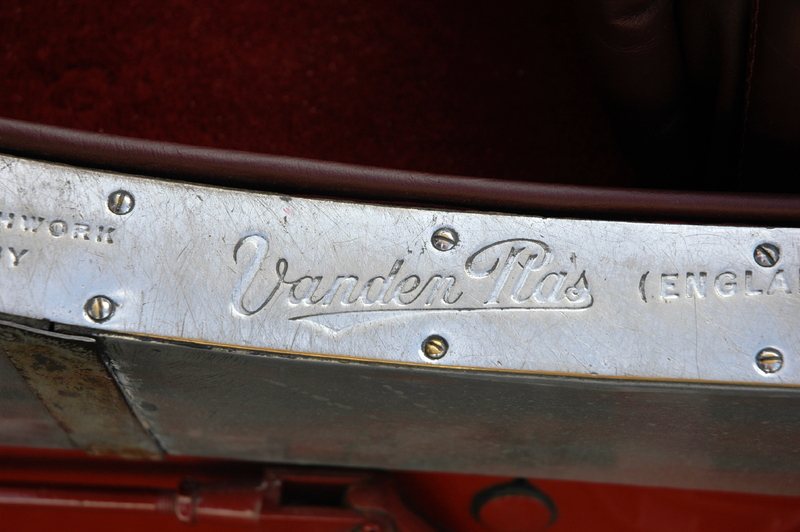 HWORK
Y
Vanden Plas
(ENGLA